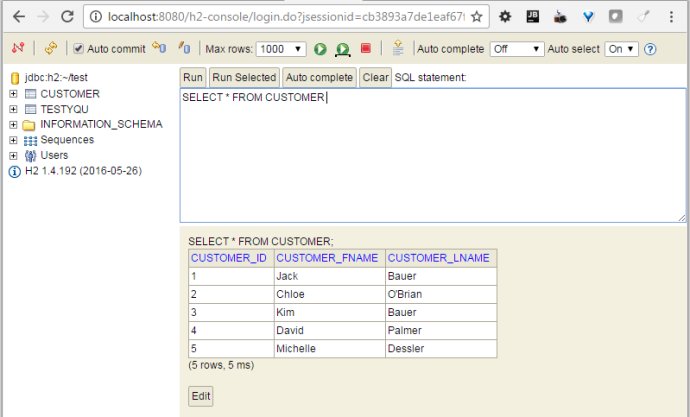 localhost:8080/h2-console/login.do?jsessionid=cb3893a7de1eaf67
Auto commit Max rows: 1000 Auto complete Off Auto select On
jdbc:h2:~/test
CUSTOMER
TESTYQU
INFORMATION_SCHEMA
Sequences
Users
H2 1.4.192 (2016-05-26)
Run Run Selected Auto complete Clear SQL statement:
SELECT * FROM CUSTOMER
SELECT * FROM CUSTOMER;
CUSTOMER_ID CUSTOMER_FNAME CUSTOMER_LNAME
1 Jack Bauer
2 Chloe O'Brian
3 Kim Bauer
4 David Palmer
5 Michelle Dessler
(5 rows, 5 ms)
Edit